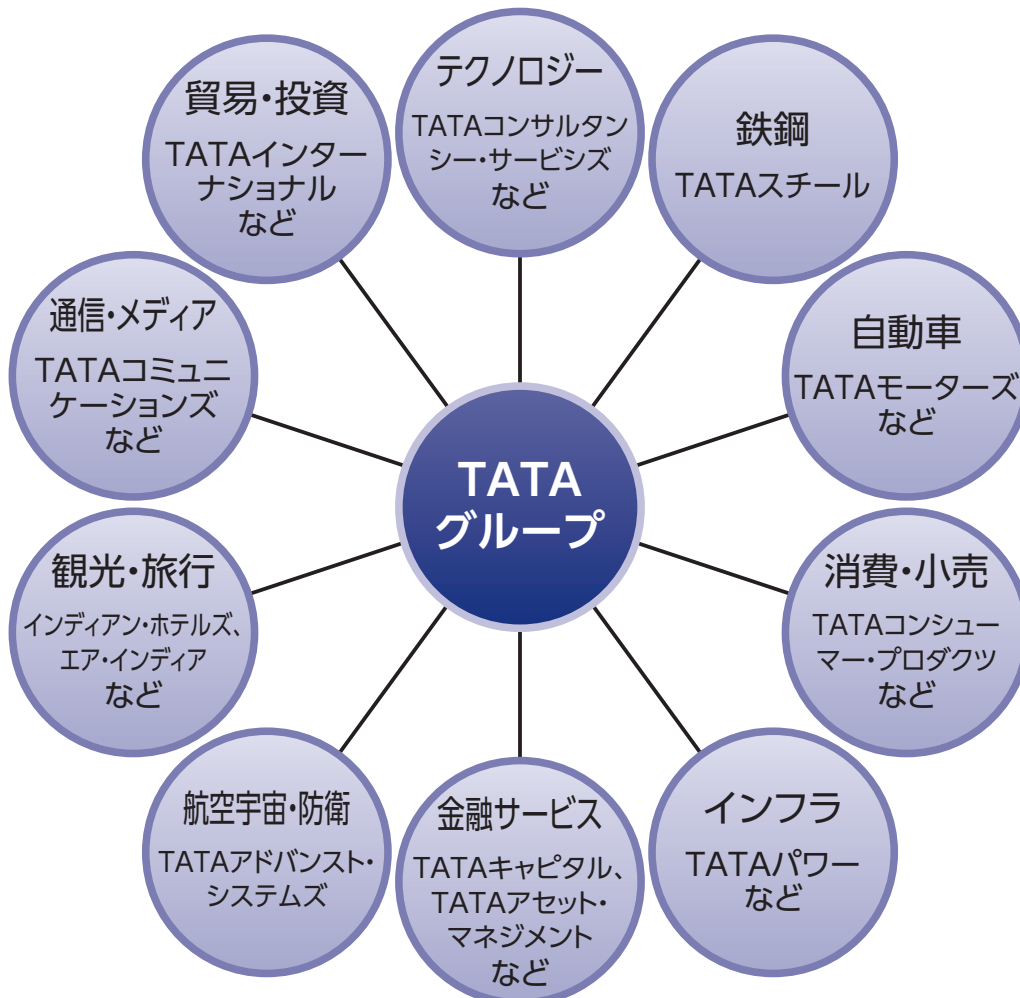 テクノロジー
TATAコンサルタン
シー・サービシズ
など
鉄鋼
TATAスチール
自動車
TATAモーターズ
など
消費・小売
TATAコンシュー
マー・プロダクツ
など
インフラ
TATAパワー
など
金融サービス
TATAキャピタル、
TATAアセット・
マネジメント
など
航空宇宙・防衛
TATAアドバンスト・
システムズ
観光・旅行
インディアン・ホテルズ、
エア・インディア
など
通信・メディア
TATAコミュニ
ケーションズ
など
貿易・投資
TATAインター
ナショナル
など
TATA
グループ